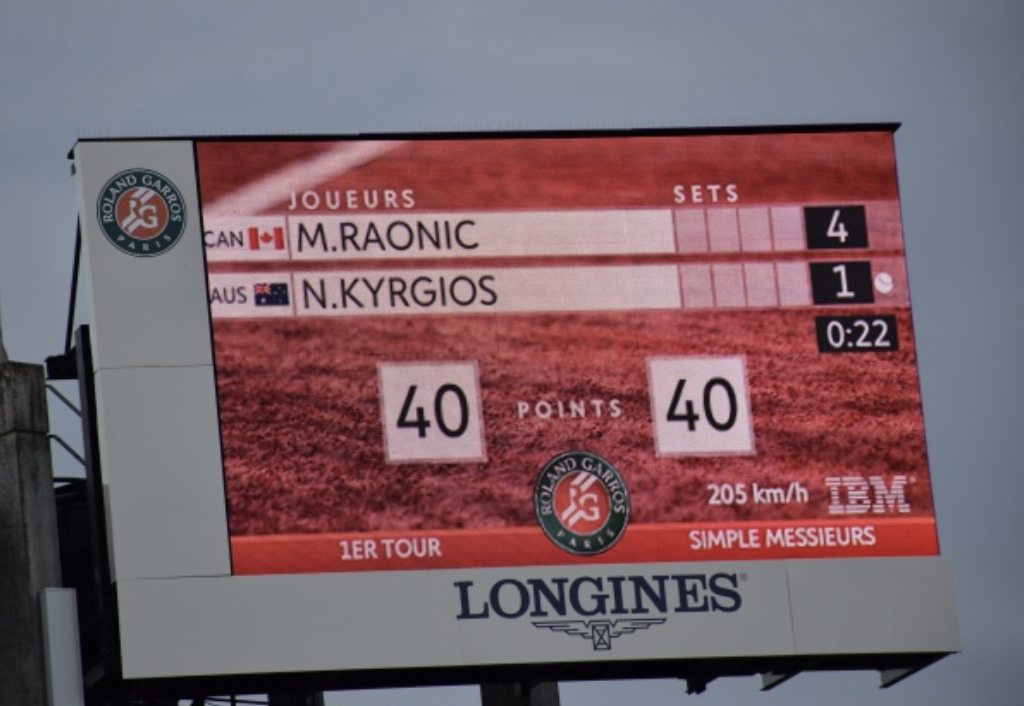 ROLAND GARROS
PARIS
JOUEURS SETS
CAN M.RAONIC 4
AUS N.KYRGIOS 1
0:22
40 POINTS 40
ROLAND GARROS
PARIS
205 km/h IBM
1ER TOUR SIMPLE MESSIEURS
LONGINES